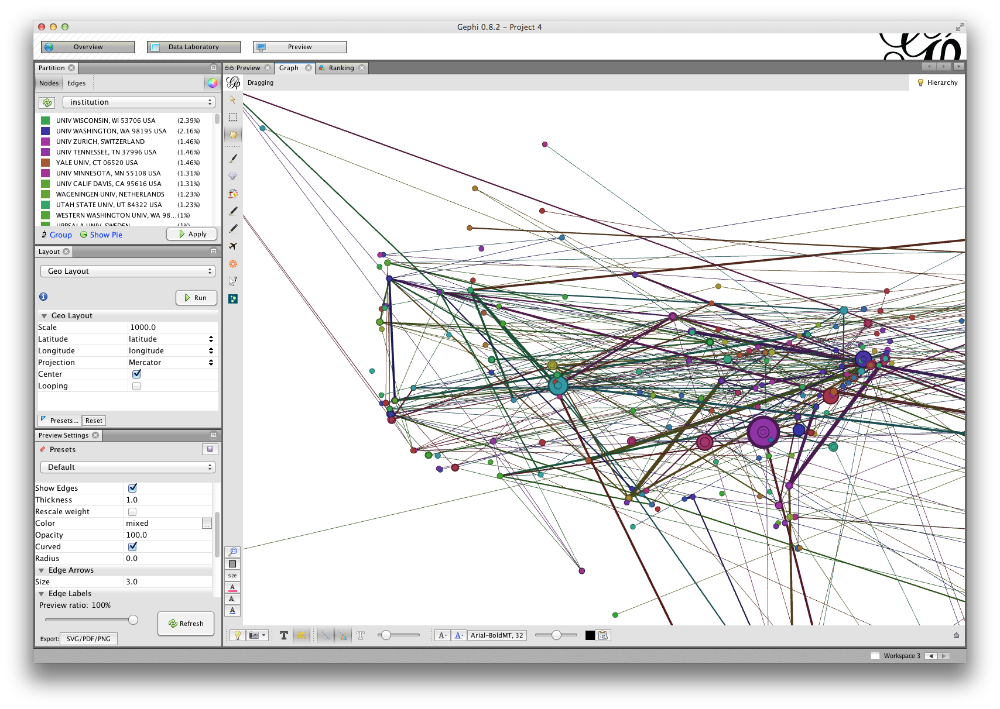 Gephi 0.8.2 - Project 4
Overview
Data Laboratory
Preview
Partition
Nodes
Edges
institution
UNIV WISCONSIN, WI 53706 USA (2.39%)
UNIV WASHINGTON, WA 98195 USA (2.16%)
UNIV ZURICH, SWITZERLAND (1.46%)
UNIV TENNESSEE, TN 37996 USA (1.46%)
YALE UNIV, CT 06520 USA (1.46%)
UNIV MINNESOTA, MN 55108 USA (1.31%)
UNIV CALIF DAVIS, CA 95616 USA (1.31%)
WAGENINGEN UNIV, NETHERLANDS (1.23%)
UTAH STATE UNIV, UT 84322 USA (1.23%)
WESTERN WASHINGTON UNIV, WA 98... (1%)
UPPSALA UNIV, SWEDEN (1%)
Group
Show Pie
Apply
Layout
Geo Layout
Run
Geo Layout
Scale 1000.0
Latitude latitude
Longitude longitude
Projection Mercator
Center
Looping
Presets...
Reset
Preview Settings
Presets
Default
Show Edges
Thickness 1.0
Rescale weight
Color mixed ...
Opacity 100.0
Curved
Radius 0.0
Edge Arrows
Size 3.0
Edge Labels
Preview ratio: 100%
Refresh
Export: SVG/PDF/PNG
Preview
Graph
Ranking
Dragging
Hierarchy
size
A
A
A
T
T
A
A
Arial-BoldMT, 32
Workspace 3